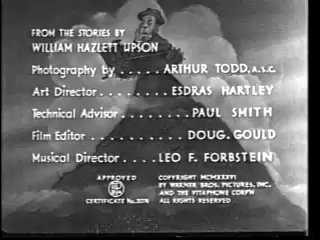 FROM THE STORIES BY
WILLIAM HAZLETT UPSON
Photography by ..... ARTHUR TODD, A.S.C.
Art Director ........ ESDRAS HARTLEY
Technical Advisor ........ PAUL SMITH
Film Editor .......... DOUG. GOULD
Musical Director .... LEO F. FORBSTEIN
APPROVED
CERTIFICATE No.
COPYRIGHT MCMXXXVI
BY WARNER BROS. PICTURES, INC.
AND THE VITAPHONE CORP'N
ALL RIGHTS RESERVED